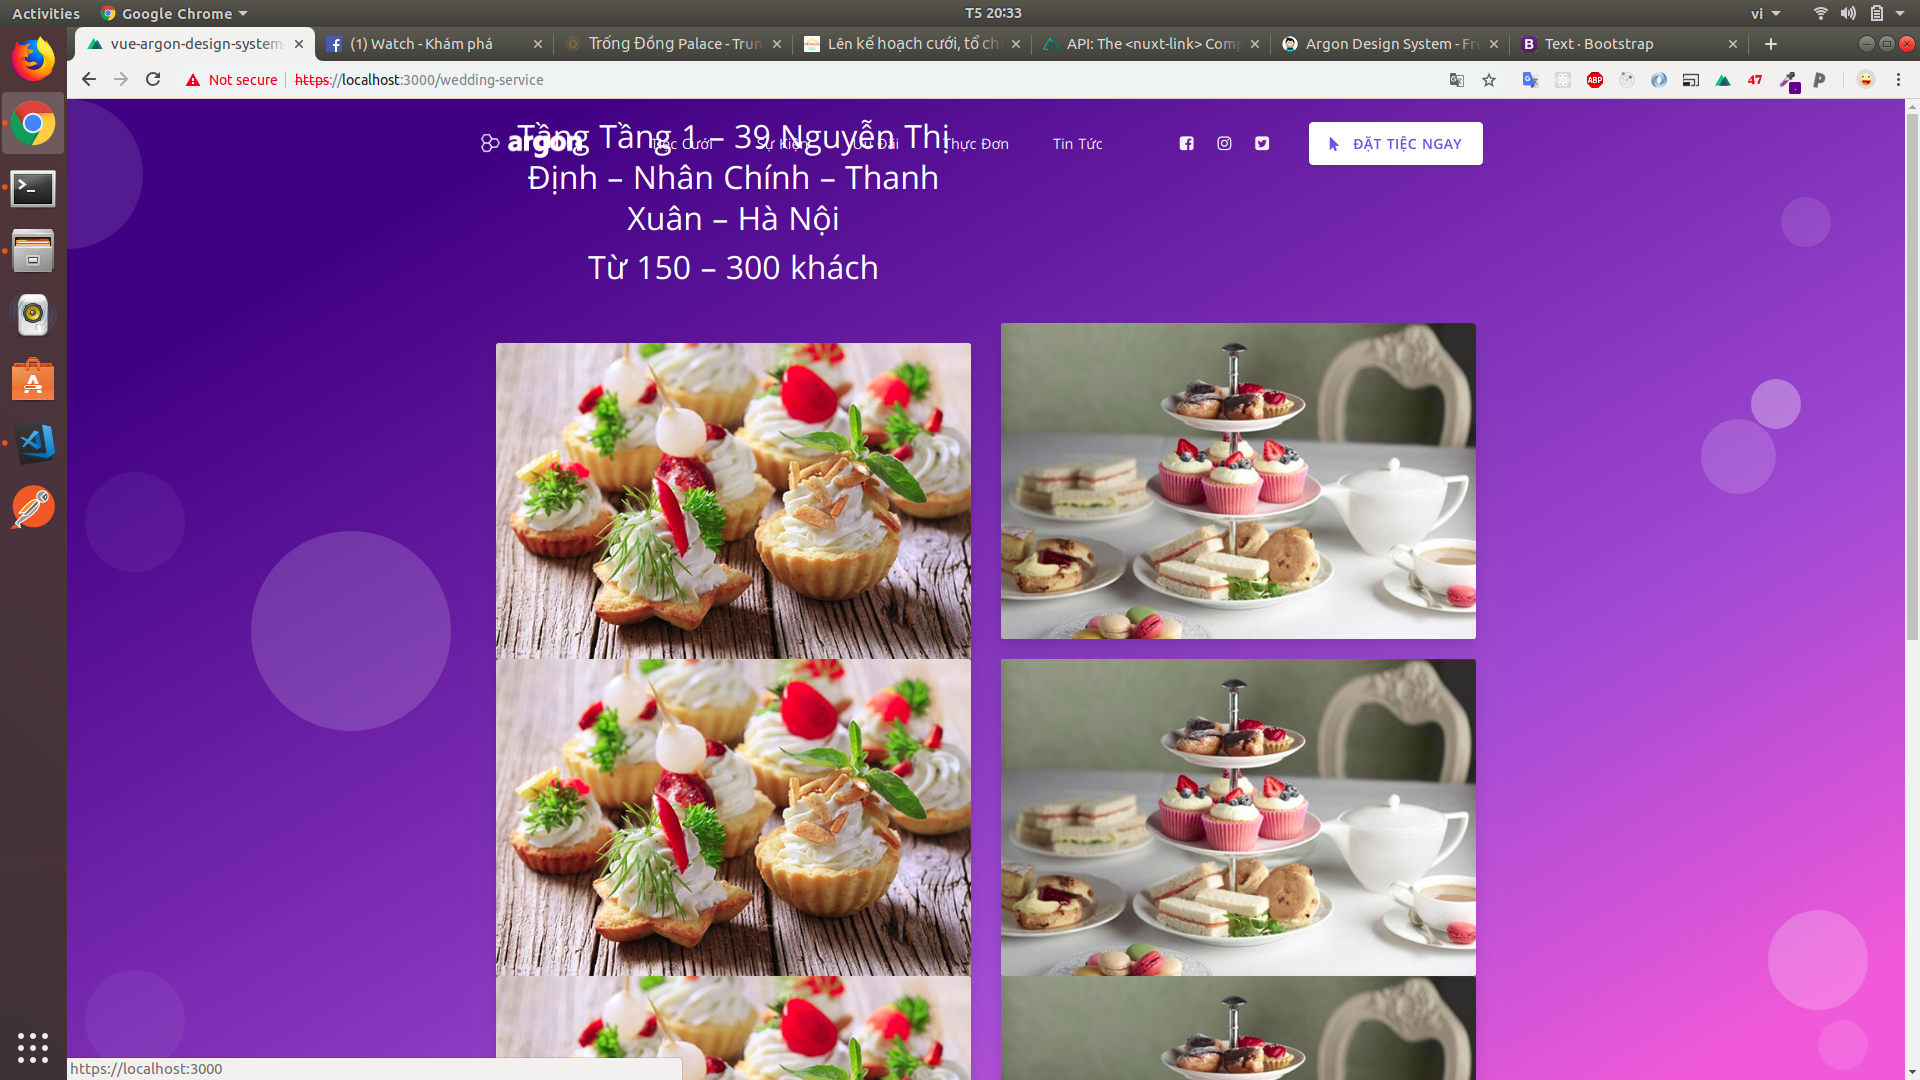 Activities
Google Chrome
T5 20:33
vi
vue-argon-design-system-
(1) Watch - Khám phá
Trống Đồng Palace - Trun
Lên kế hoạch cưới, tổ ch
API: The <nuxt-link> Comp
Argon Design System - Fre
Text · Bootstrap
Not secure
https://localhost:3000/wedding-service
ABP
47
argon
Tiệc Cưới
Sự Kiện
Ưu Đãi
Thực Đơn
Tin Tức
ĐẶT TIỆC NGAY
Tầng Tầng 1 – 39 Nguyễn Thị
Định – Nhân Chính – Thanh
Xuân – Hà Nội
Từ 150 – 300 khách
https://localhost:3000